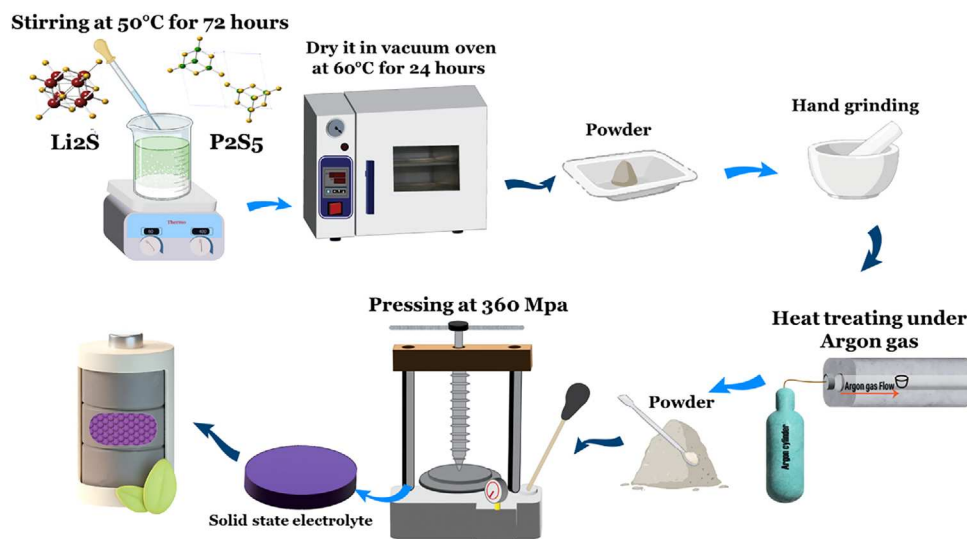 Stirring at 50°C for 72 hours
Li2S
P2S5
Thermo
Dry it in vacuum oven
at 60°C for 24 hours
Powder
Hand grinding
Heat treating under
Argon gas
Argon gas Flow
Argon cylinder
Powder
Pressing at 360 Mpa
Solid state electrolyte